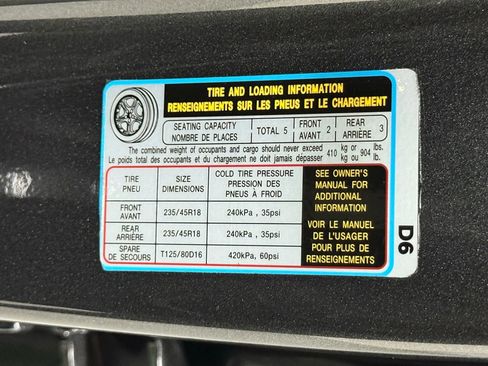 TIRE AND LOADING INFORMATION
RENSEIGNEMENTS SUR LES PNEUS ET LE CHARGEMENT
SEATING CAPACITY
NOMBRE DE PLACES
TOTAL 5
FRONT
AVANT
2
REAR
ARRIÈRE
3
The combined weight of occupants and cargo should never exceed 410 kg or 904 lbs.
Le poids total des occupants et du chargement ne doit jamais dépasser kg ou lb.
TIRE
PNEU
SIZE
DIMENSIONS
COLD TIRE PRESSURE
PRESSION DES
PNEUS À FROID
FRONT
AVANT
235/45R18
240kPa , 35psi
REAR
ARRIÈRE
235/45R18
240kPa , 35psi
SPARE
DE SECOURS
T125/80D16
420kPa, 60psi
SEE OWNER'S
MANUAL FOR
ADDITIONAL
INFORMATION
VOIR LE MANUEL
DE L'USAGER
POUR PLUS DE
RENSEIGNEMENTS
D6